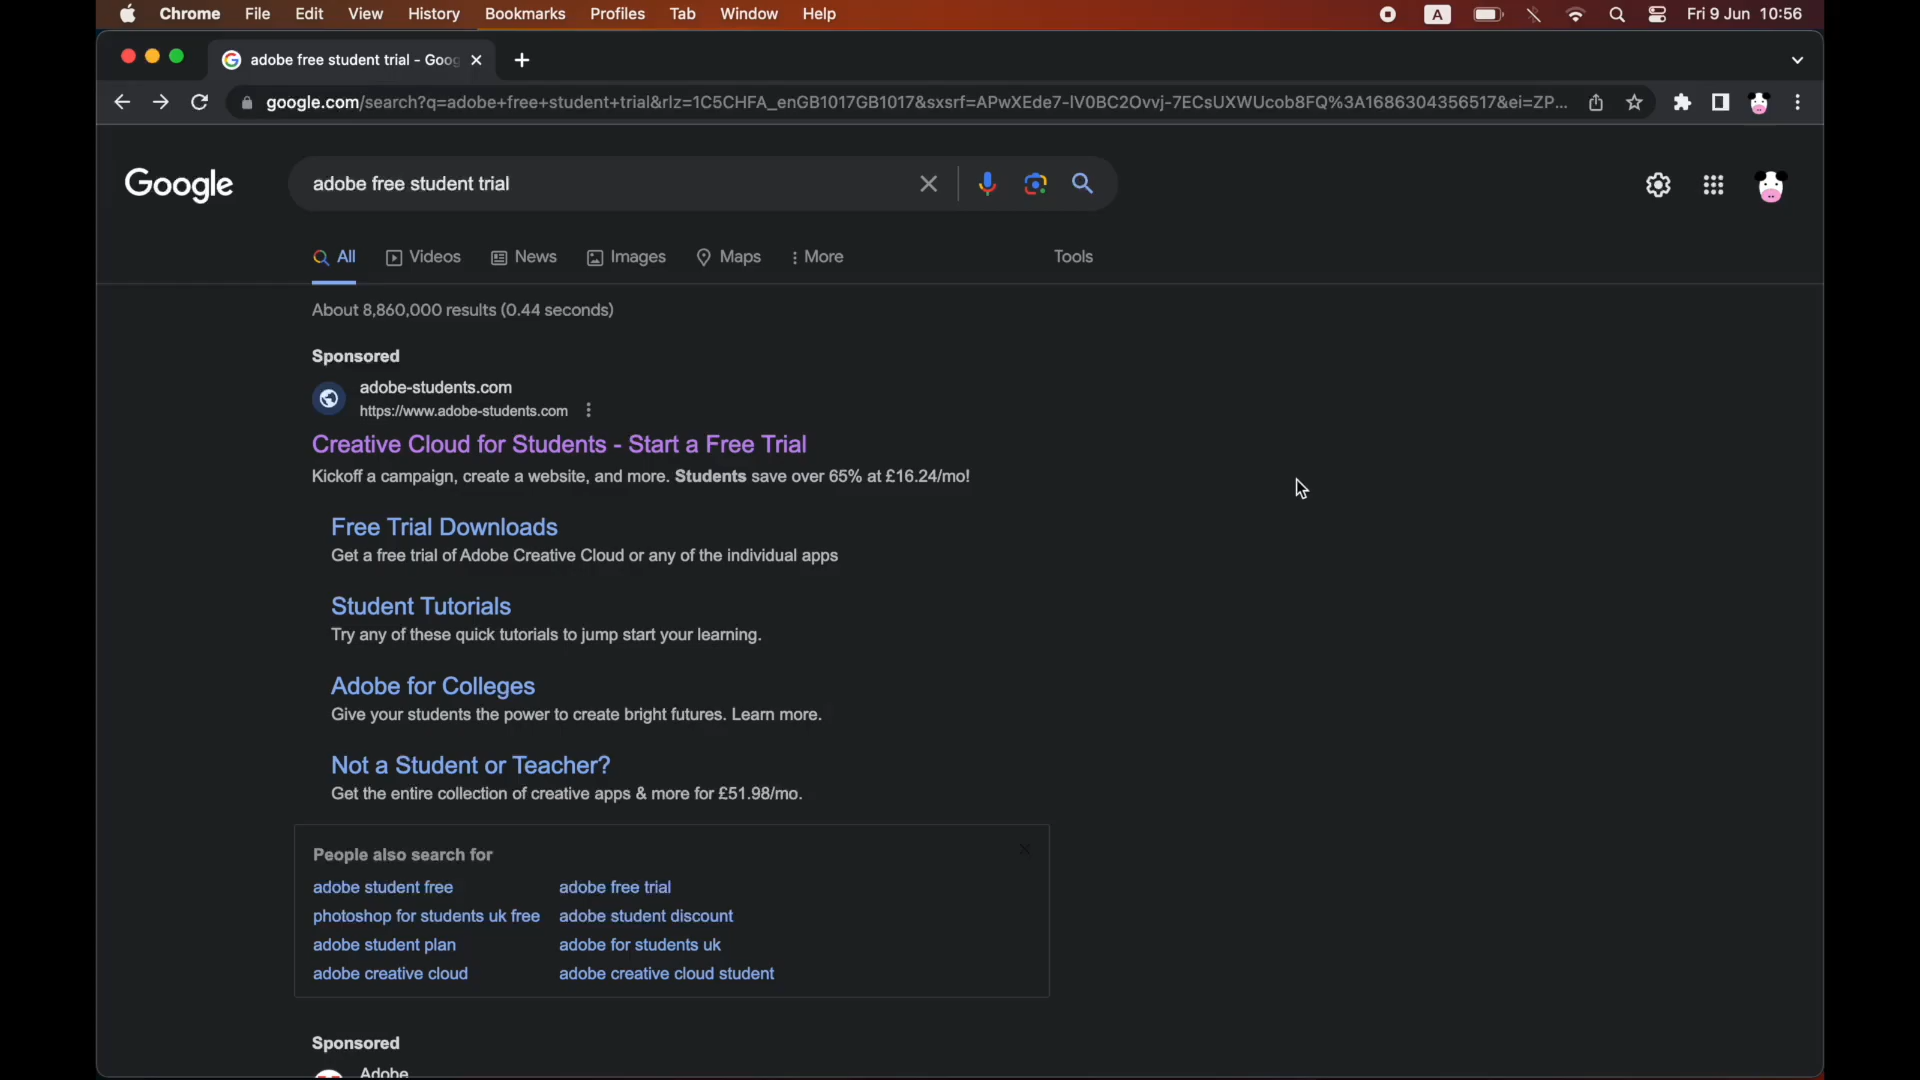 Chrome File Edit View History Bookmarks Profiles Tab Window Help A Fri 9 Jun 10:56
adobe free student trial - Goog
google.com/search?q=adobe+free+student+trial&rlz=1C5CHFA_enGB1017GB1017&sxsrf=APwXEde7-IV0BC2Ovvj-7ECsUXWUcob8FQ%3A1686304356517&ei=ZP...
Google adobe free student trial
All Videos News Images Maps More Tools
About 8,860,000 results (0.44 seconds)
Sponsored
adobe-students.com
https://www.adobe-students.com
Creative Cloud for Students - Start a Free Trial
Kickoff a campaign, create a website, and more. Students save over 65% at £16.24/mo!
Free Trial Downloads
Get a free trial of Adobe Creative Cloud or any of the individual apps
Student Tutorials
Try any of these quick tutorials to jump start your learning.
Adobe for Colleges
Give your students the power to create bright futures. Learn more.
Not a Student or Teacher?
Get the entire collection of creative apps & more for £51.98/mo.
People also search for
adobe student free adobe free trial
photoshop for students uk free adobe student discount
adobe student plan adobe for students uk
adobe creative cloud adobe creative cloud student
Sponsored
Adobe